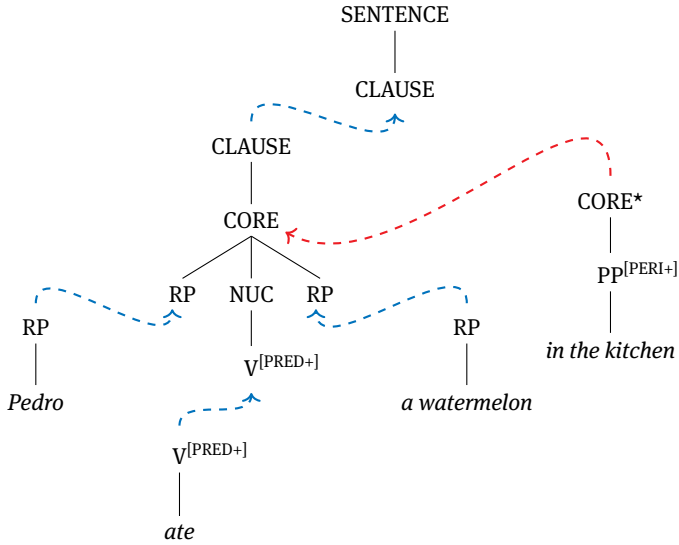 SENTENCE
CLAUSE
CLAUSE
CORE★
CORE
PP[PERI+]
RP NUC RP
RP RP
in the kitchen
V[PRED+]
Pedro a watermelon
V[PRED+]
ate